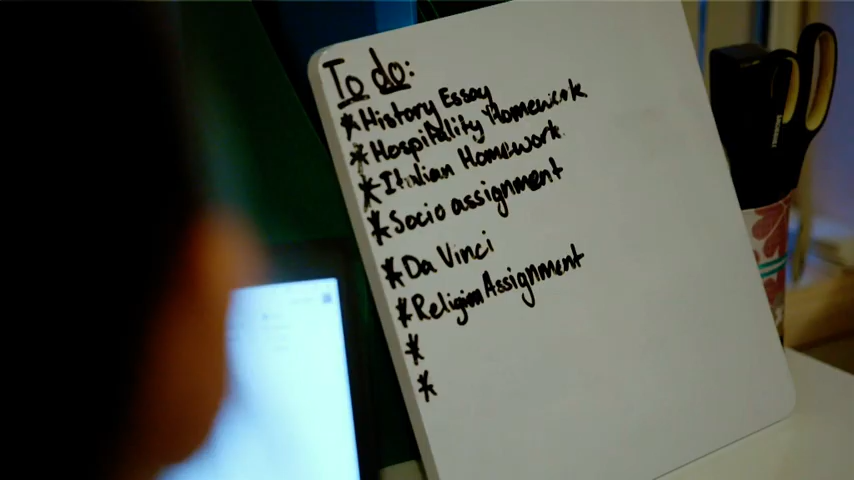 To do:
*History Essay
*Hospitality Homework
*Italian Homework
*Socio assignment
*Da Vinci
*Religion Assignment
*
*